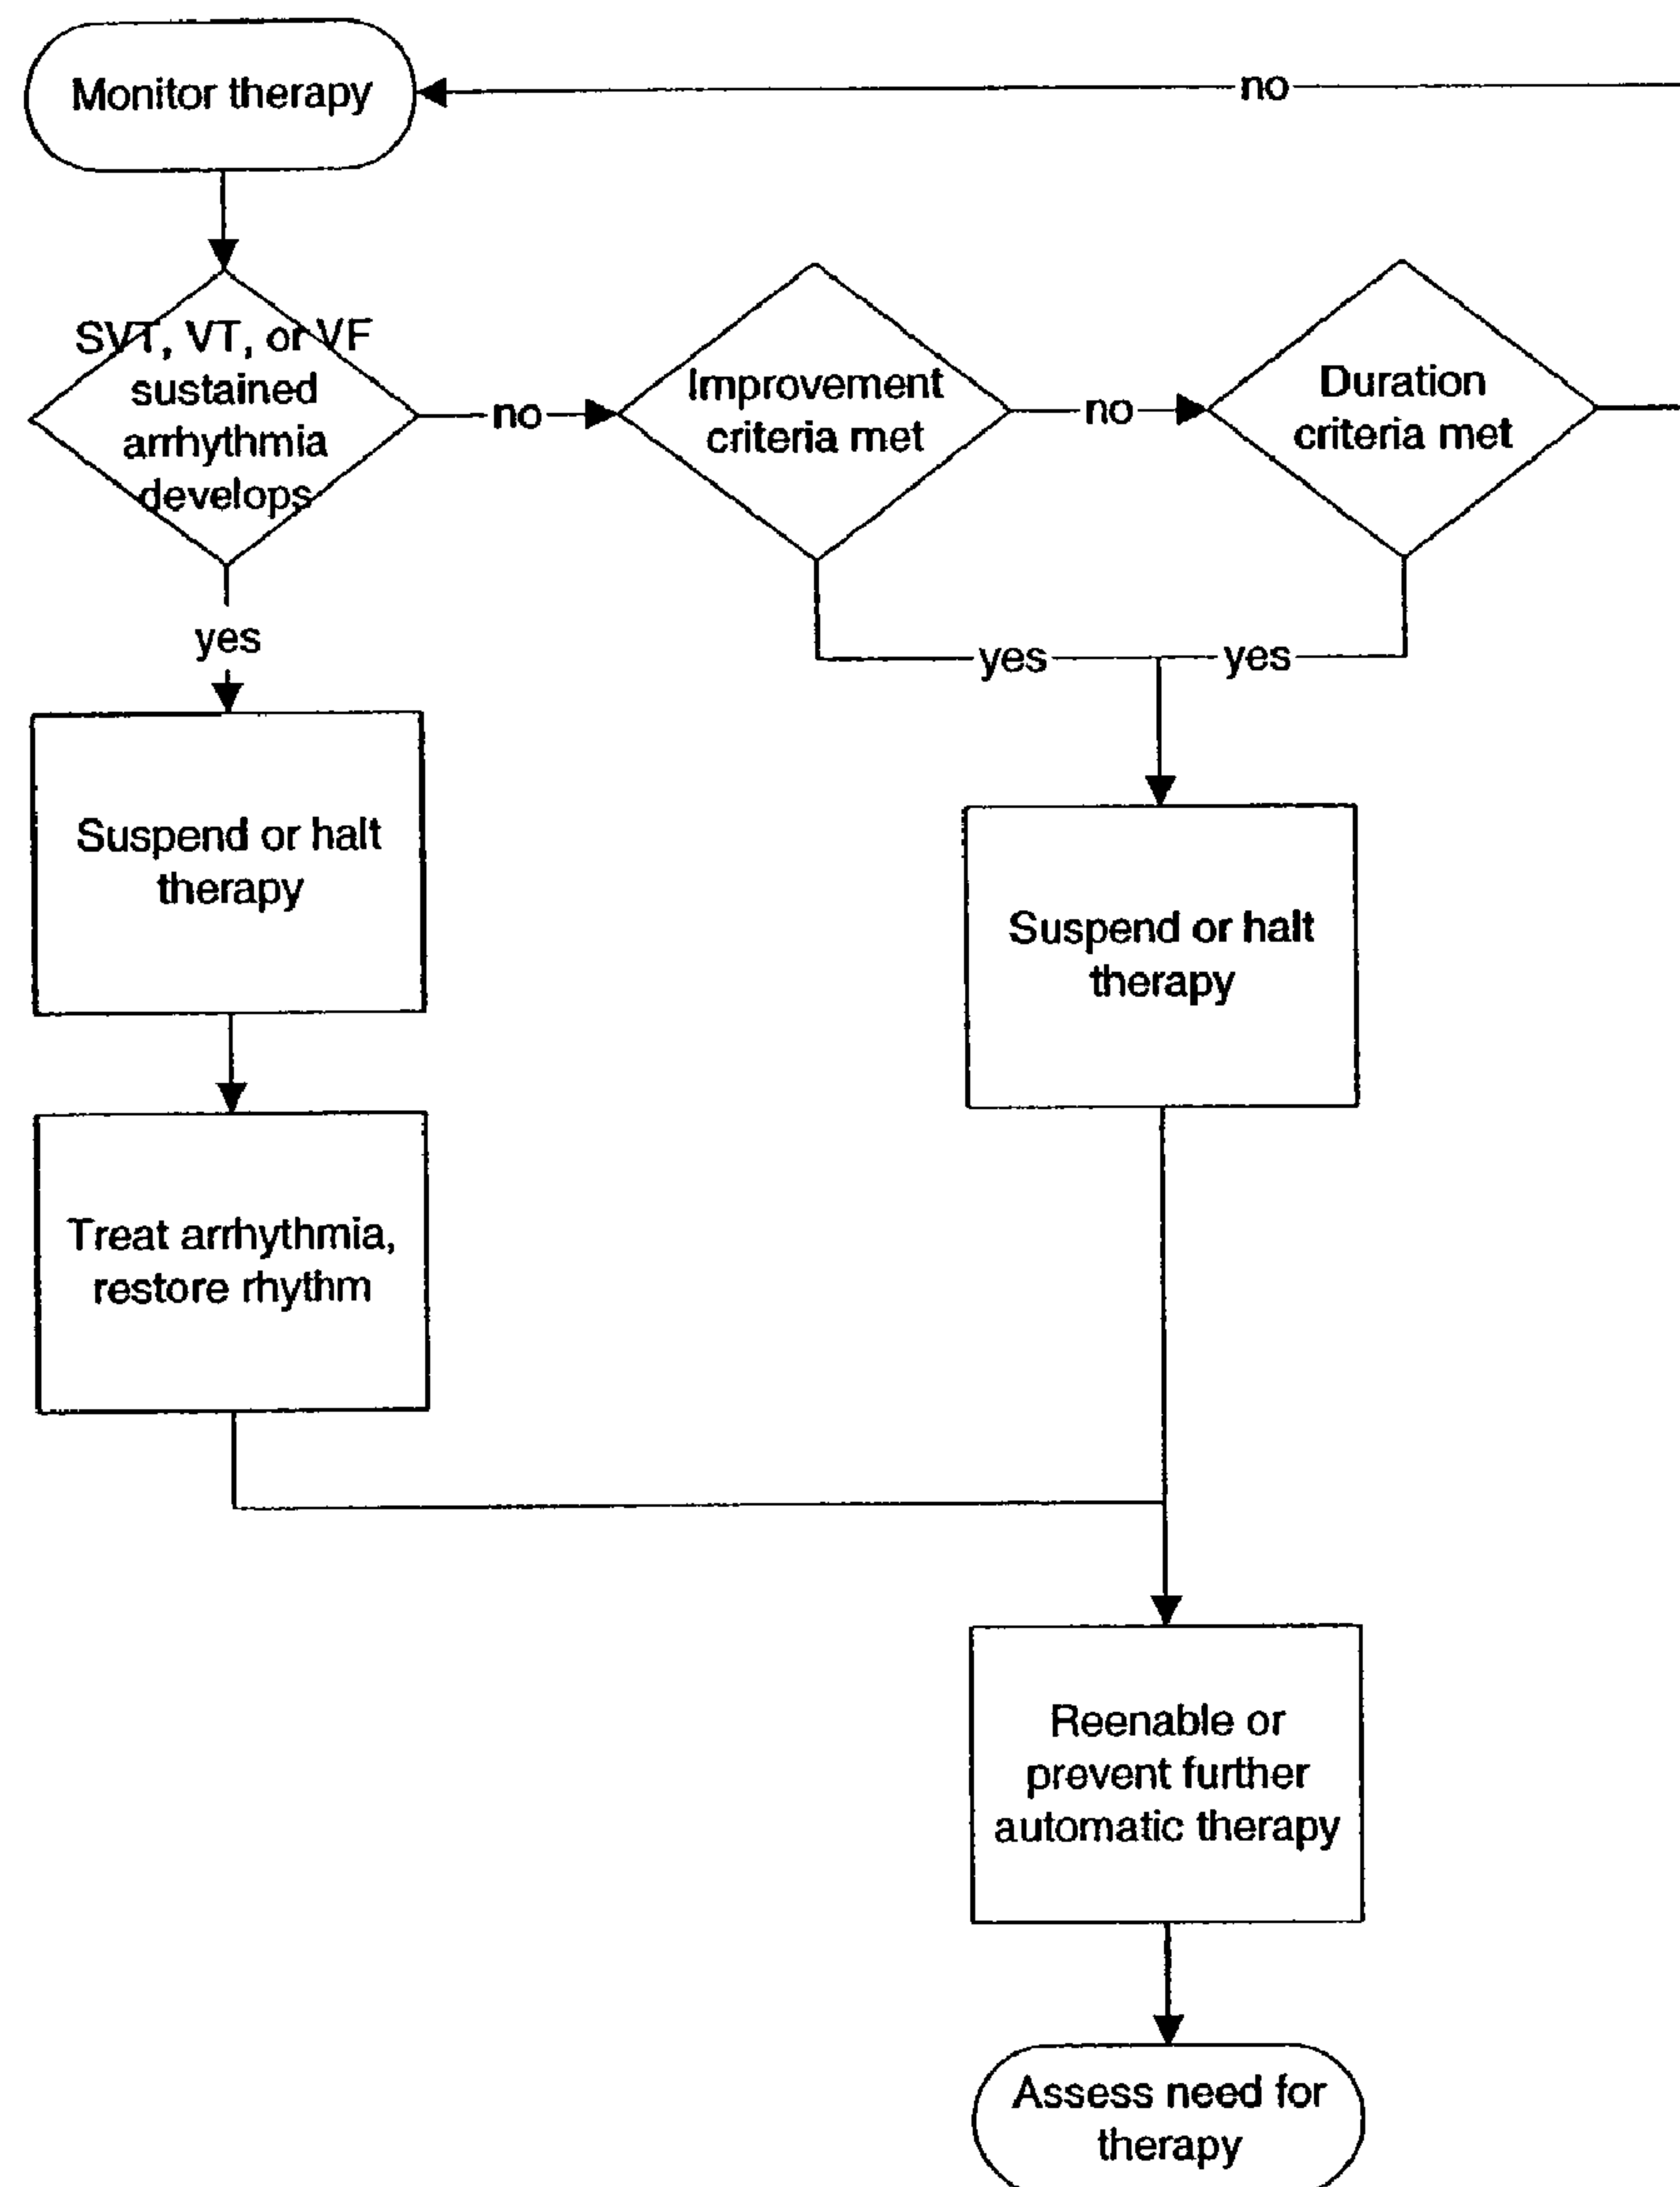 Monitor therapy
no
SVT, VT, or VF
sustained
arrhythmia
develops
no
Improvement
criteria met
no
Duration
criteria met
yes
yes
yes
Suspend or halt
therapy
Suspend or halt
therapy
Treat arrhythmia,
restore rhythm
Reenable or
prevent further
automatic therapy
Assess need for
therapy